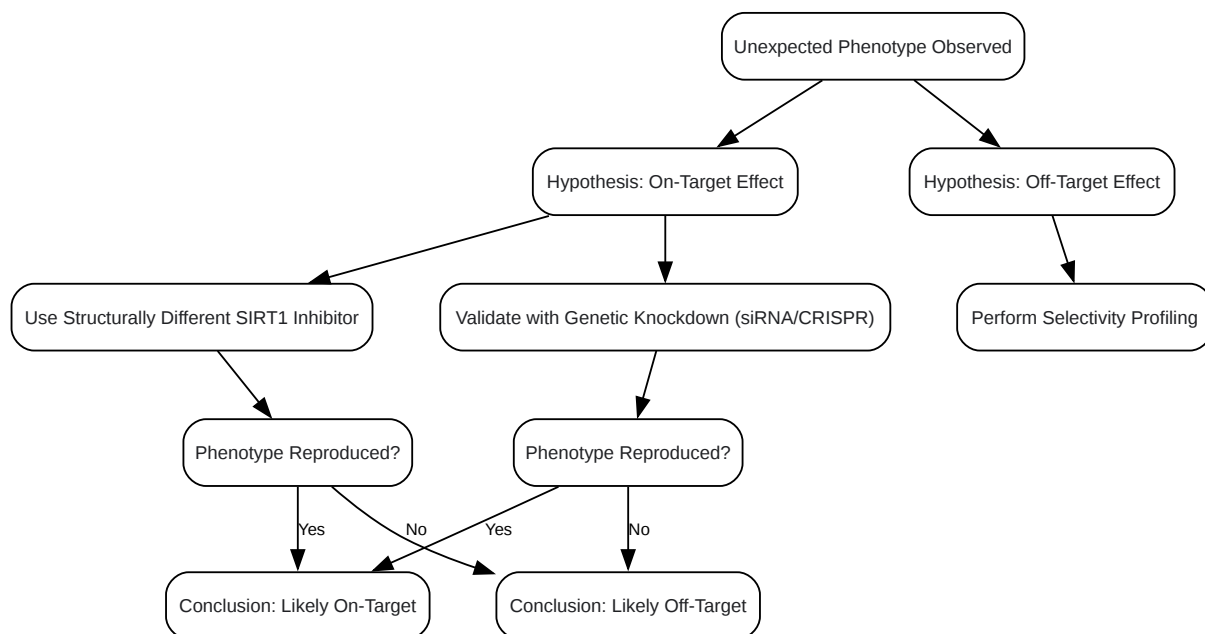 Unexpected Phenotype Observed
Hypothesis: On-Target Effect
Hypothesis: Off-Target Effect
Use Structurally Different SIRT1 Inhibitor
Validate with Genetic Knockdown (siRNA/CRISPR)
Perform Selectivity Profiling
Phenotype Reproduced?
Phenotype Reproduced?
Yes
No
Yes
No
Conclusion: Likely On-Target
Conclusion: Likely Off-Target